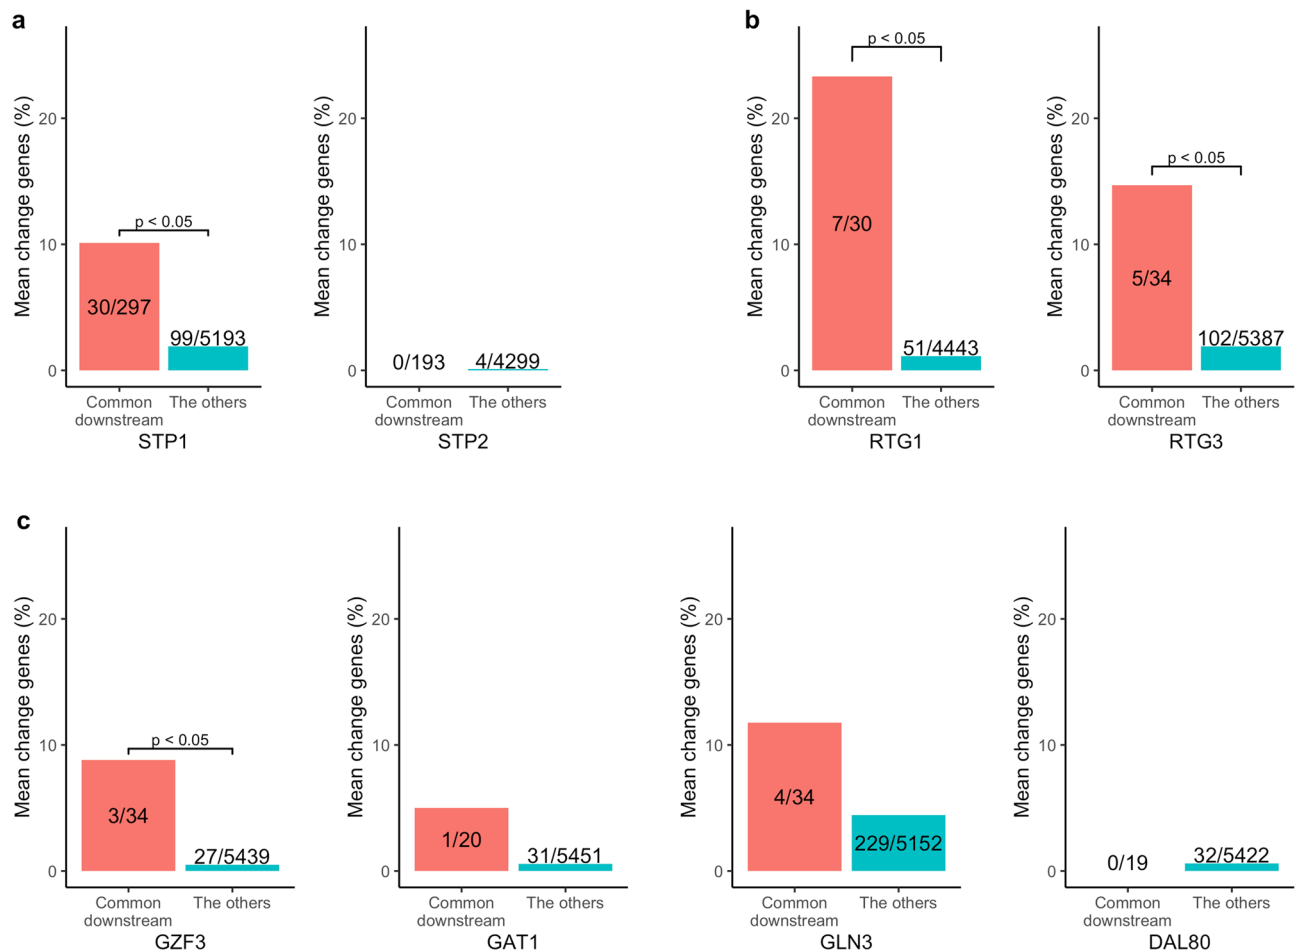 a
Mean change genes (%)
20
10
0
p < 0.05
30/297
99/5193
Common
downstream
The others
STP1
Mean change genes (%)
20
10
0
0/193
4/4299
Common
downstream
The others
STP2
b
Mean change genes (%)
20
10
0
p < 0.05
7/30
51/4443
Common
downstream
The others
RTG1
Mean change genes (%)
20
10
0
p < 0.05
5/34
102/5387
Common
downstream
The others
RTG3
c
Mean change genes (%)
20
10
0
p < 0.05
3/34
27/5439
Common
downstream
The others
GZF3
Mean change genes (%)
20
10
0
1/20
31/5451
Common
downstream
The others
GAT1
Mean change genes (%)
20
10
0
4/34
229/5152
Common
downstream
The others
GLN3
Mean change genes (%)
20
10
0
0/19
32/5422
Common
downstream
The others
DAL80